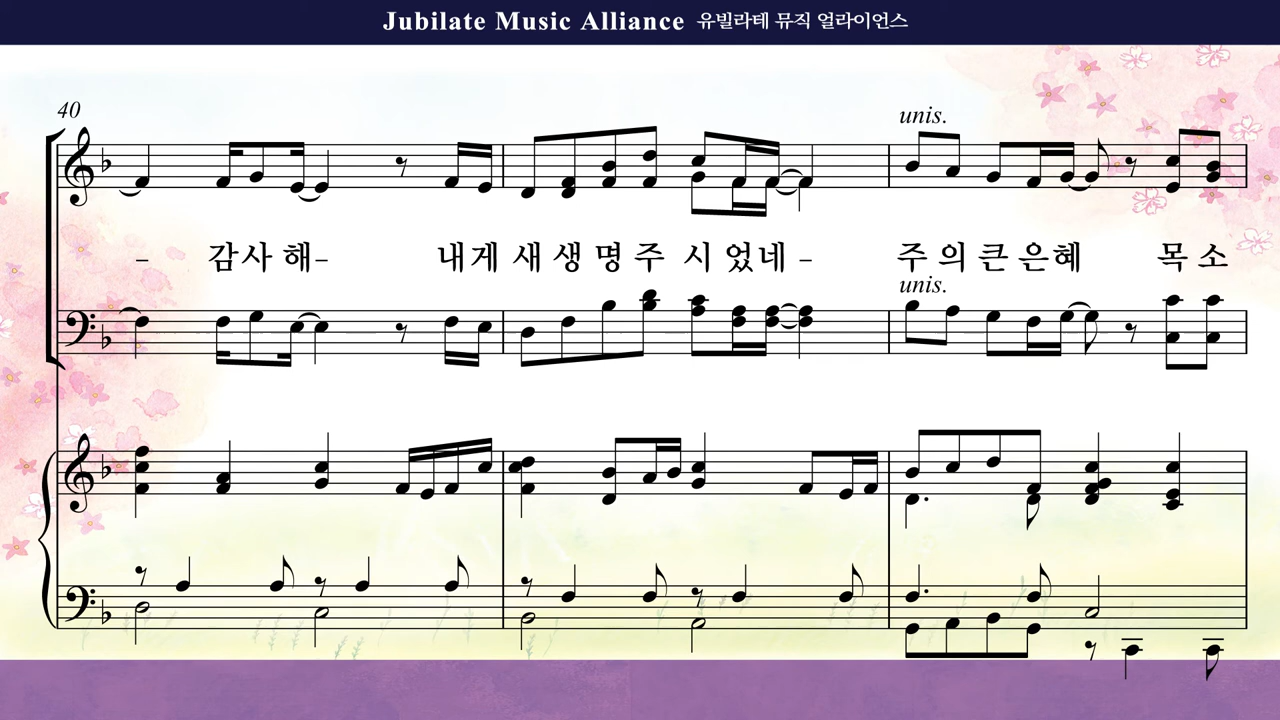 Jubilate Music Alliance 유빌라테 뮤직 얼라이언스
40
unis.
- 감사 해- 내게 새 생 명 주 시 었네 - 주 의 큰 은혜 목 소
unis.